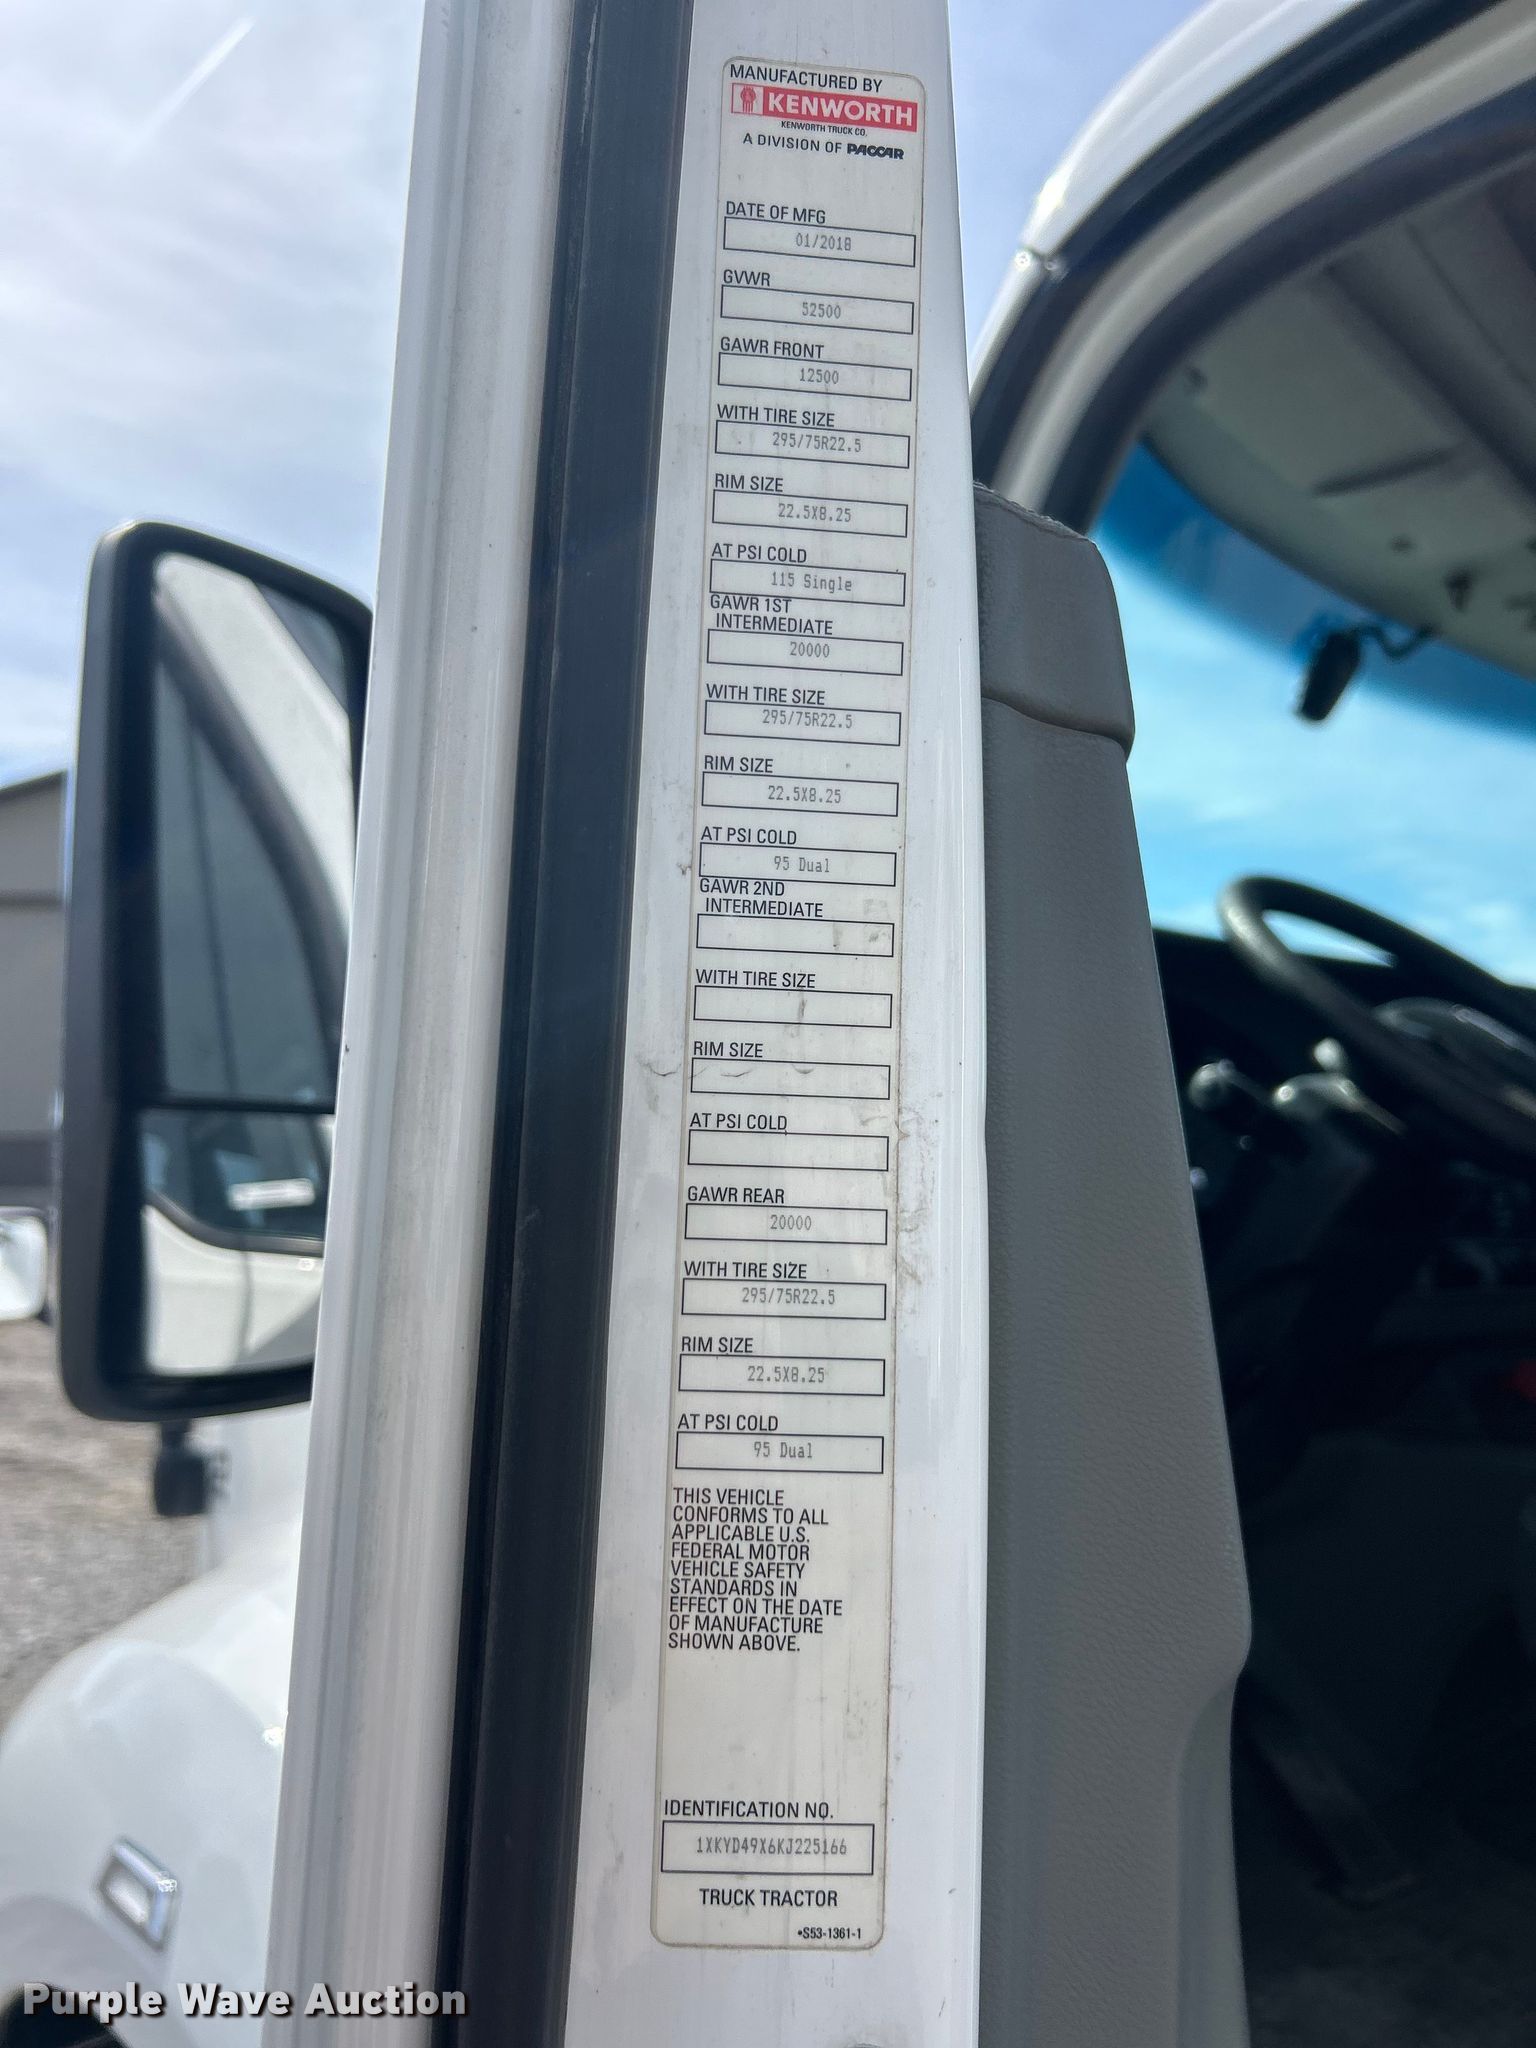 MANUFACTURED BY
KENWORTH
KENWORTH TRUCK CO.
A DIVISION OF PACCAR
DATE OF MFG
01/2018
GVWR
52500
GAWR FRONT
12500
WITH TIRE SIZE
295/75R22.5
RIM SIZE
22.5X8.25
AT PSI COLD
115 Single
GAWR 1ST
INTERMEDIATE
20000
WITH TIRE SIZE
295/75R22.5
RIM SIZE
22.5X8.25
AT PSI COLD
95 Dual
GAWR 2ND
INTERMEDIATE
WITH TIRE SIZE
RIM SIZE
AT PSI COLD
GAWR REAR
20000
WITH TIRE SIZE
295/75R22.5
RIM SIZE
22.5X8.25
AT PSI COLD
95 Dual
THIS VEHICLE
CONFORMS TO ALL
APPLICABLE U.S.
FEDERAL MOTOR
VEHICLE SAFETY
STANDARDS IN
EFFECT ON THE DATE
OF MANUFACTURE
SHOWN ABOVE.
IDENTIFICATION NO.
1XKYD49X6KJ225166
TRUCK TRACTOR
•S53-1361-1
Purple Wave Auction